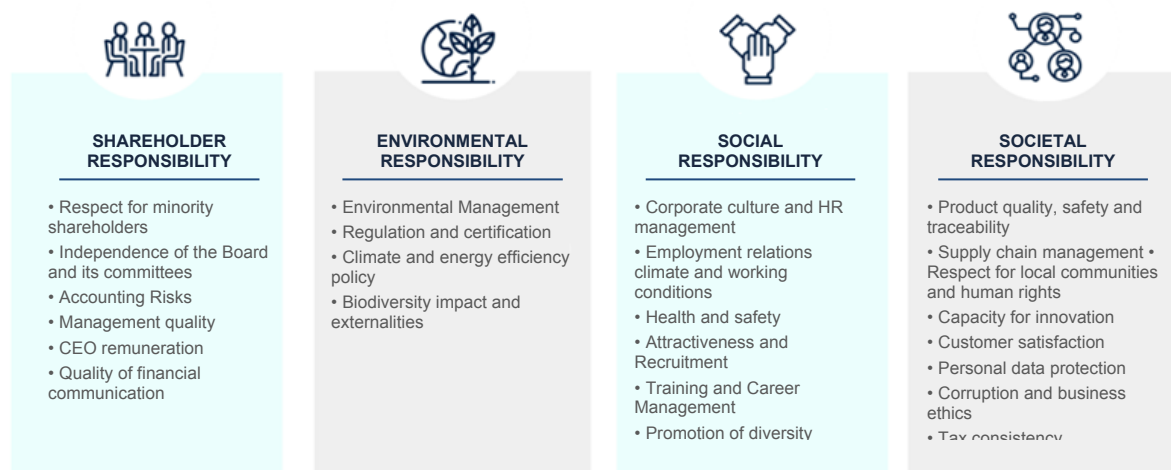 SHAREHOLDER
RESPONSIBILITY
• Respect for minority
shareholders
• Independence of the Board
and its committees
• Accounting Risks
• Management quality
• CEO remuneration
• Quality of financial
communication
ENVIRONMENTAL
RESPONSIBILITY
• Environmental Management
• Regulation and certification
• Climate and energy efficiency
policy
• Biodiversity impact and
externalities
SOCIAL
RESPONSIBILITY
• Corporate culture and HR
management
• Employment relations
climate and working
conditions
• Health and safety
• Attractiveness and
Recruitment
• Training and Career
Management
• Promotion of diversity
SOCIETAL
RESPONSIBILITY
• Product quality, safety and
traceability
• Supply chain management •
Respect for local communities
and human rights
• Capacity for innovation
• Customer satisfaction
• Personal data protection
• Corruption and business
ethics
• Tax consistency